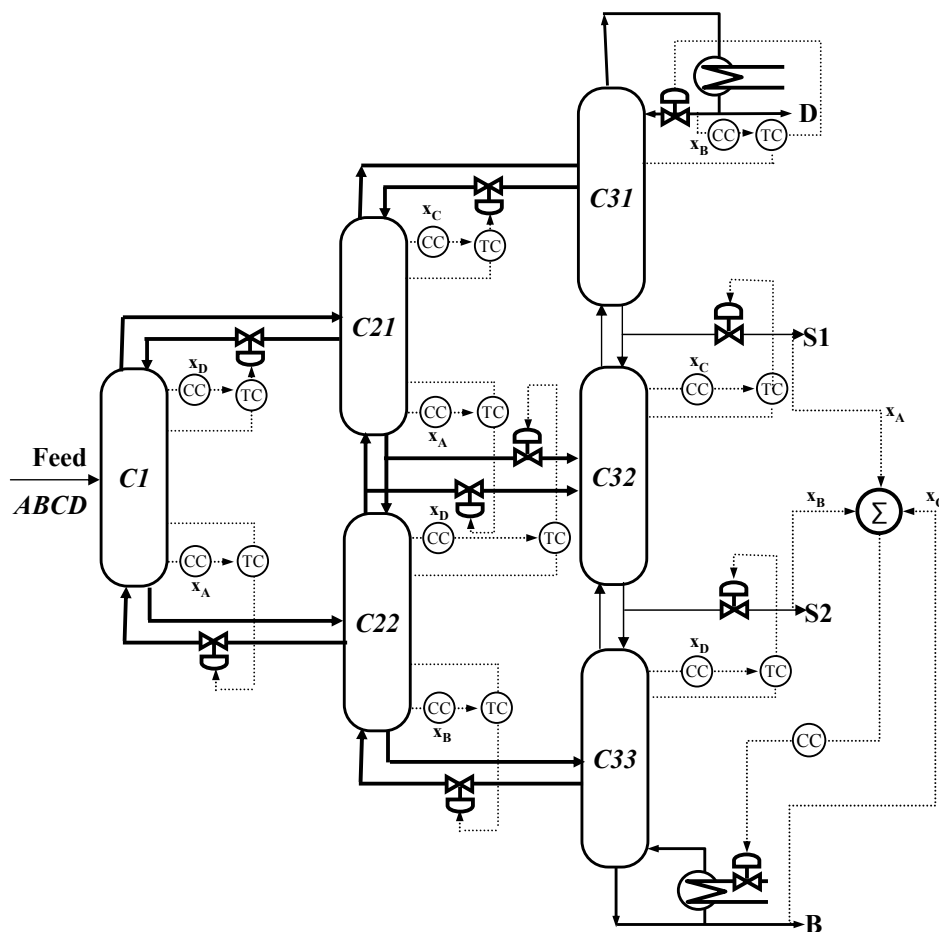 D
x_B
CC
TC
C31
x_C
CC
TC
C21
S1
x_D
CC
TC
x_C
CC
TC
CC
TC
x_A
x_A
Feed
ABCD
C1
C32
x_D
CC
TC
x_B
Σ
x_C
CC
TC
x_A
C22
S2
x_D
CC
TC
CC
TC
x_B
CC
C33
B